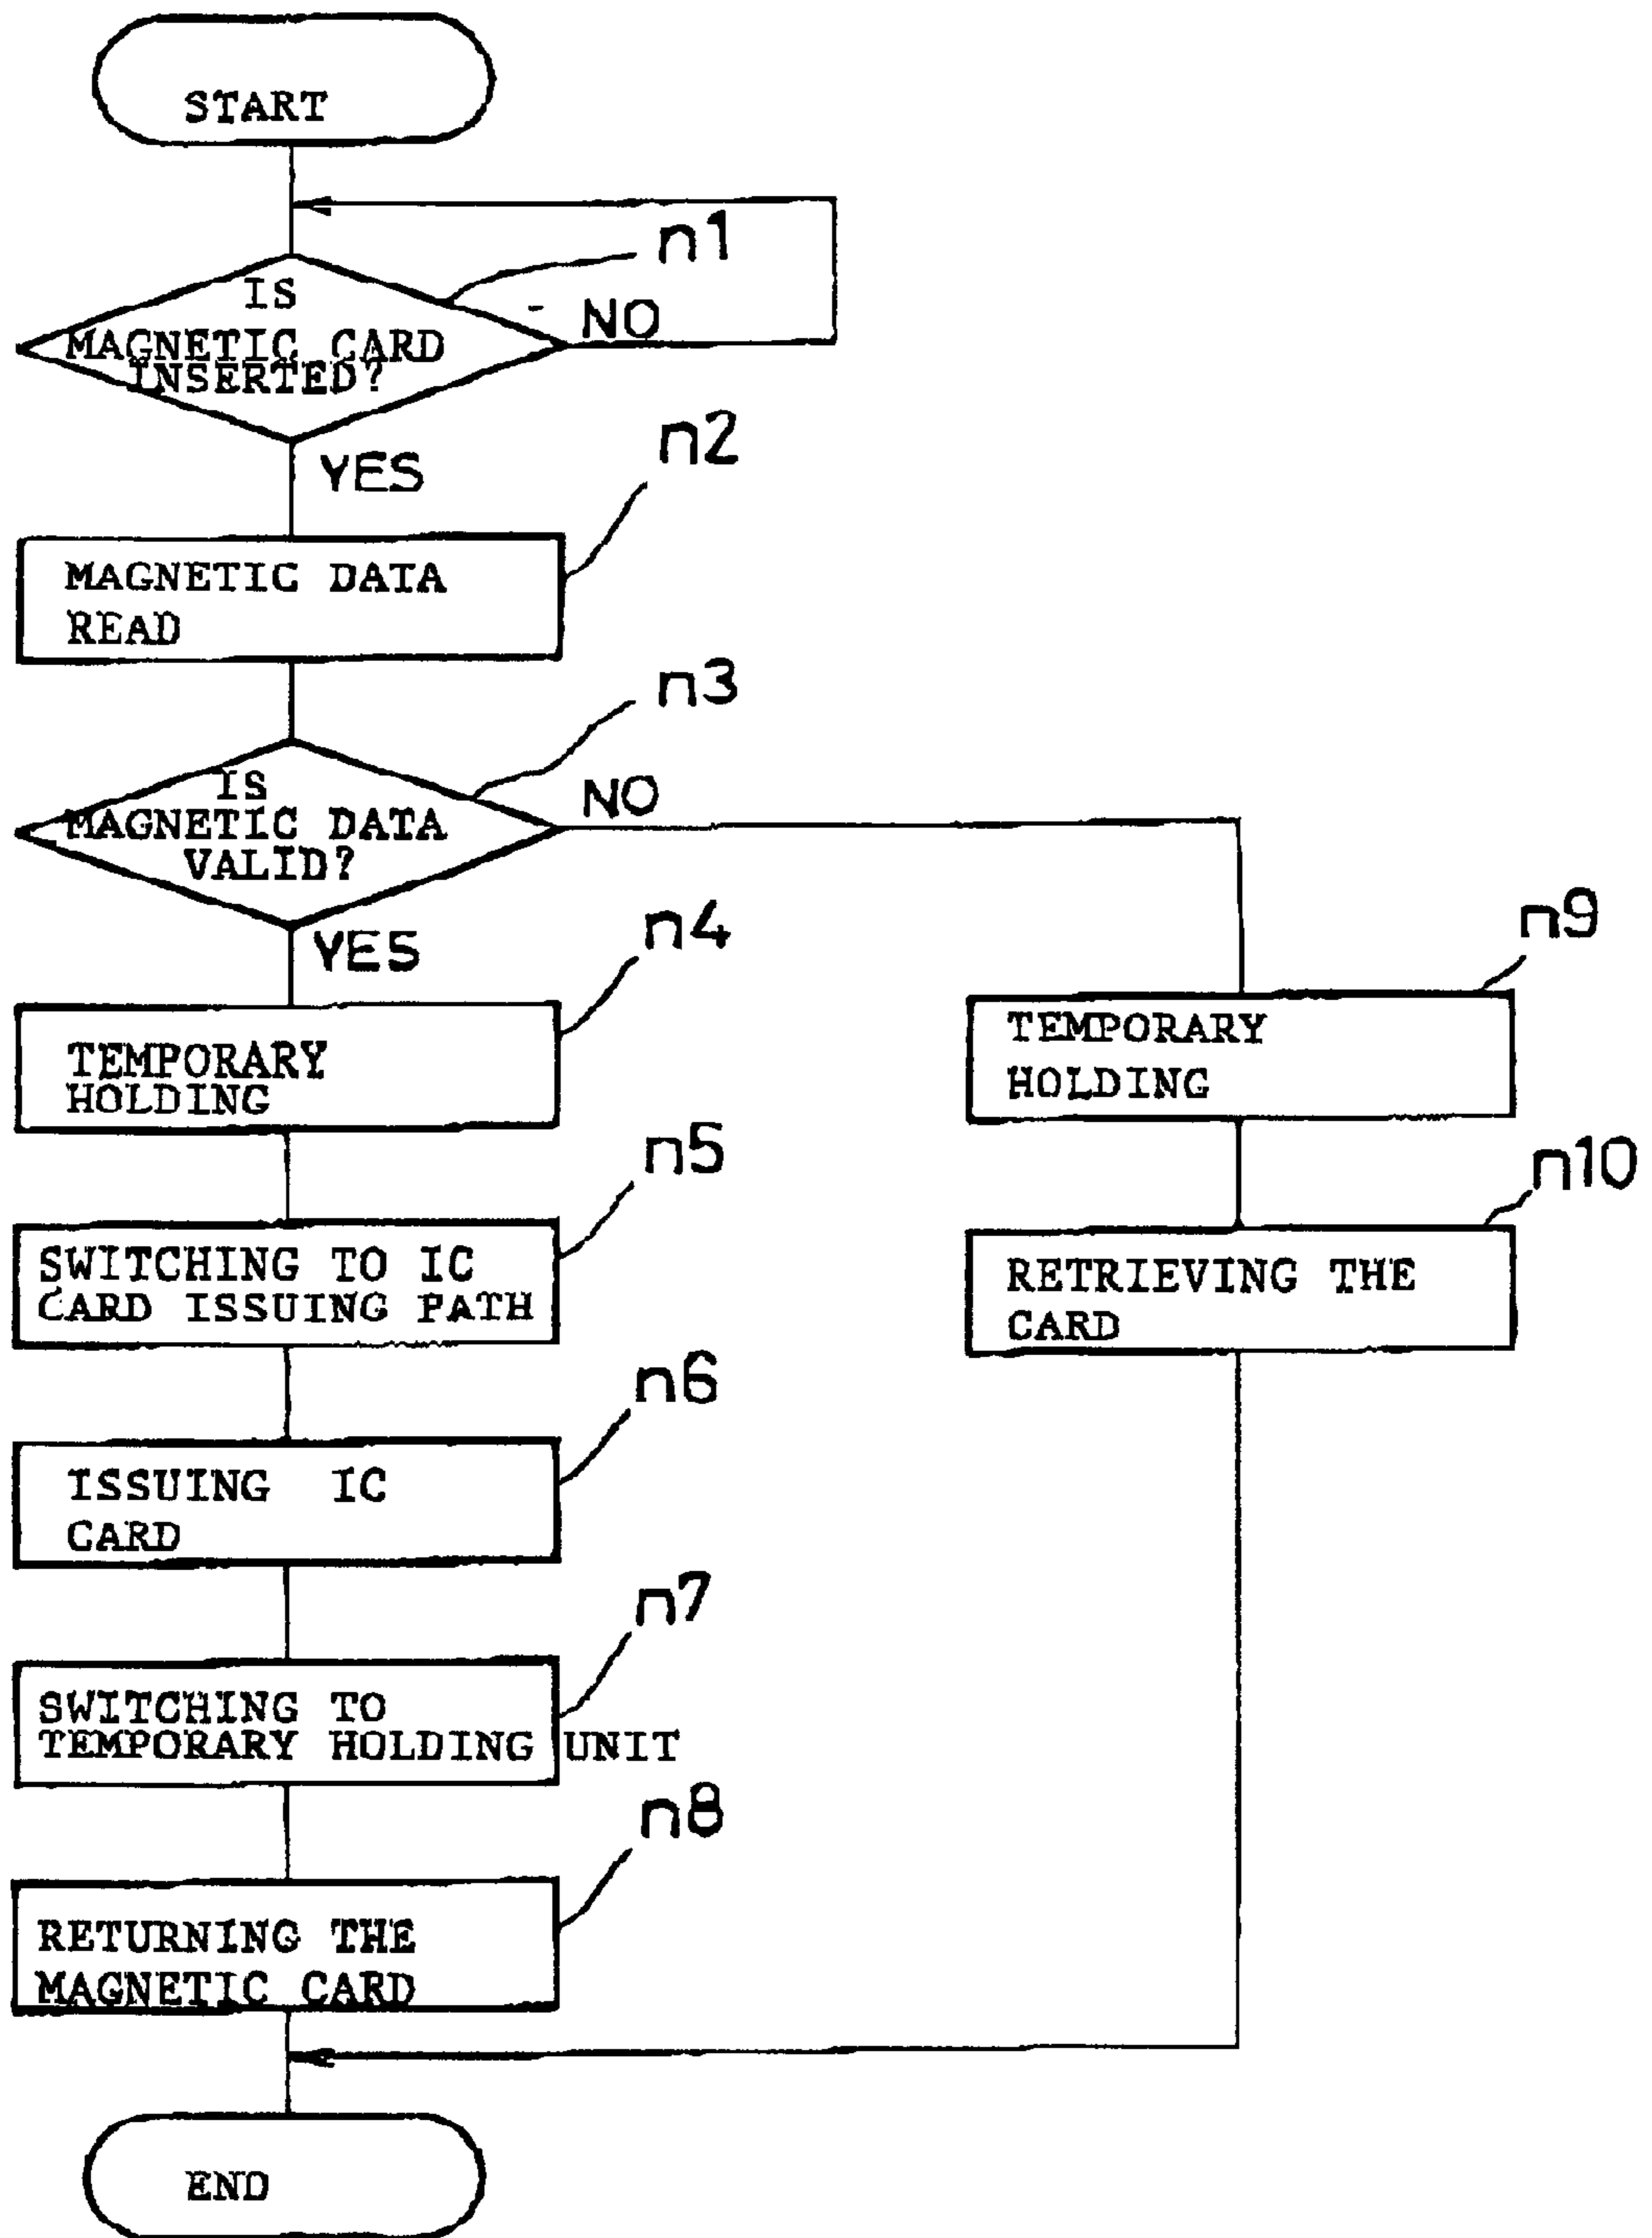 START
n1
IS
MAGNETIC CARD
INSERTED?
NO
YES
n2
MAGNETIC DATA
READ
n3
IS
MAGNETIC DATA
VALID?
NO
YES
n4
TEMPORARY
HOLDING
n5
SWITCHING TO IC
CARD ISSUING PATH
n6
ISSUING IC
CARD
n7
SWITCHING TO
TEMPORARY HOLDING UNIT
n8
RETURNING THE
MAGNETIC CARD
n9
TEMPORARY
HOLDING
n10
RETRIEVING THE
CARD
END